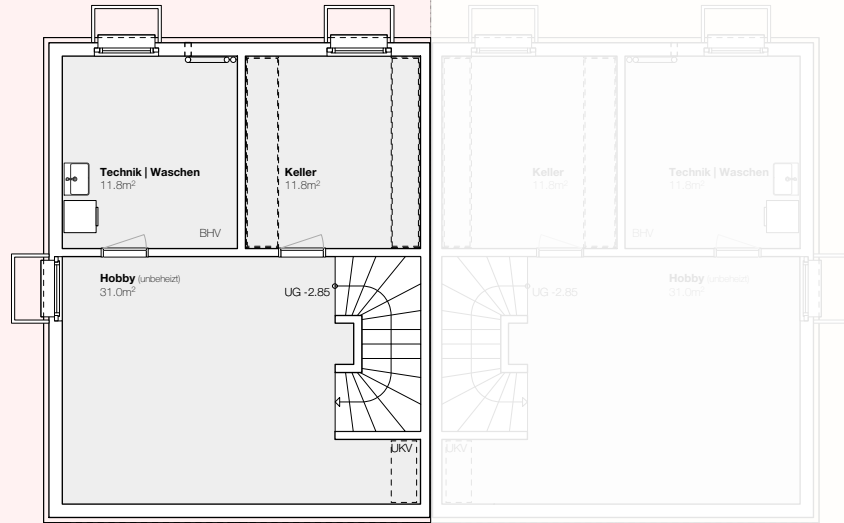 Technik | Waschen
11.8m²
BHV
Keller
11.8m²
Hobby (unbeheizt)
31.0m²
UG -2.85
UKV
Keller
11.8m²
Technik | Waschen
11.8m²
BHV
UG -2.85
Hobby (unbeheizt)
31.0m²
UKV